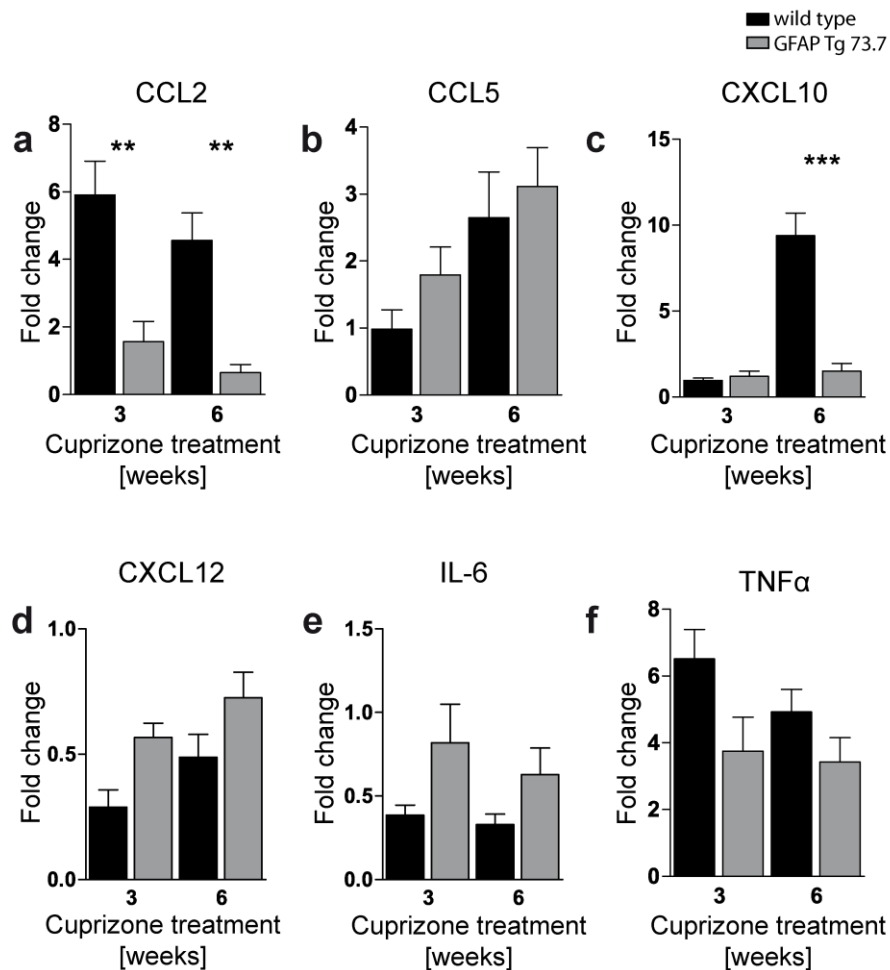 wild type
GFAP Tg 73.7
CCL2
CCL5
CXCL10
a
b
c
Fold change
8
6
4
2
0
**
**
3
6
Cuprizone treatment
[weeks]
Fold change
4
3
2
1
0
3
6
Cuprizone treatment
[weeks]
Fold change
15
10
5
0
***
3
6
Cuprizone treatment
[weeks]
CXCL12
IL-6
TNFα
d
e
f
Fold change
1.0
0.5
0.0
3
6
Cuprizone treatment
[weeks]
Fold change
1.5
1.0
0.5
0.0
3
6
Cuprizone treatment
[weeks]
Fold change
8
6
4
2
0
3
6
Cuprizone treatment
[weeks]